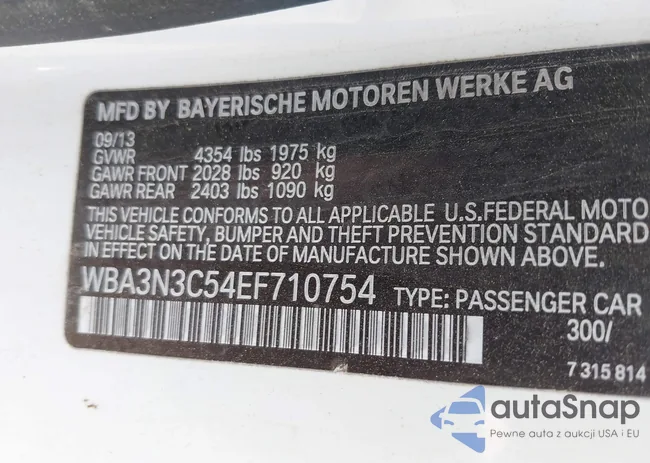 MFD BY BAYERISCHE MOTOREN WERKE AG
09/13
GVWR 4354 lbs 1975 kg
GAWR FRONT 2028 lbs 920 kg
GAWR REAR 2403 lbs 1090 kg
THIS VEHICLE CONFORMS TO ALL APPLICABLE U.S.FEDERAL MOTO
VEHICLE SAFETY, BUMPER AND THEFT PREVENTION STANDARD
IN EFFECT ON THE DATE OF MANUFACTURE SHOWN ABOVE.
WBA3N3C54EF710754 TYPE: PASSENGER CAR
300/
7 315 814
autaSnap
Pewne auta z aukcji USA i EU